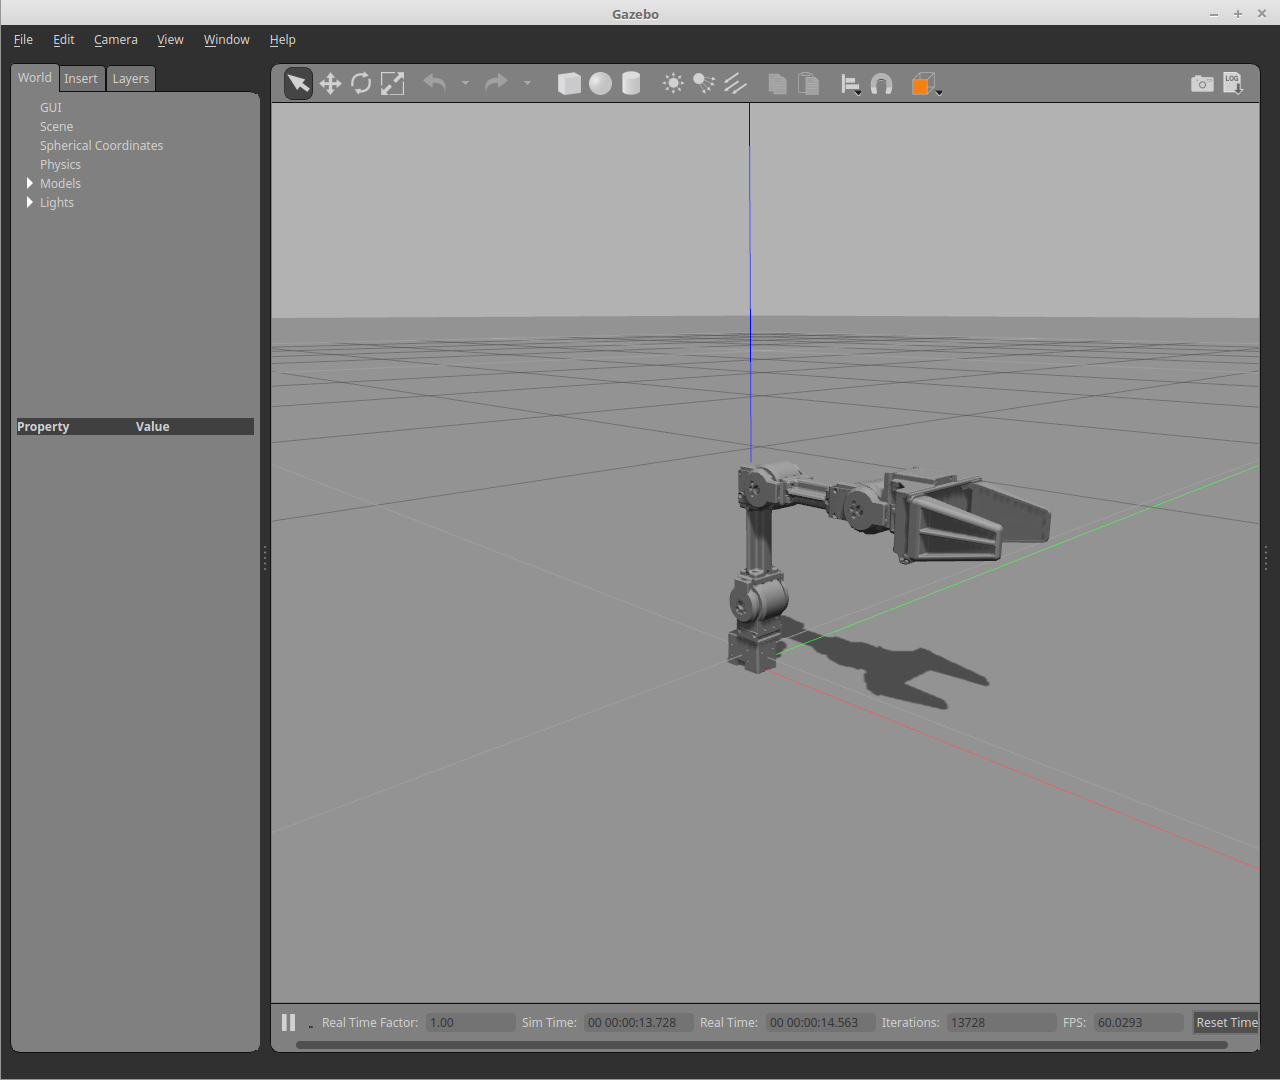 Gazebo
File Edit Camera View Window Help
World Insert Layers
GUI
Scene
Spherical Coordinates
Physics
Models
Lights
Property Value
LOG
Real Time Factor: 1.00 Sim Time: 00 00:00:13.728 Real Time: 00 00:00:14.563 Iterations: 13728 FPS: 60.0293 Reset Time